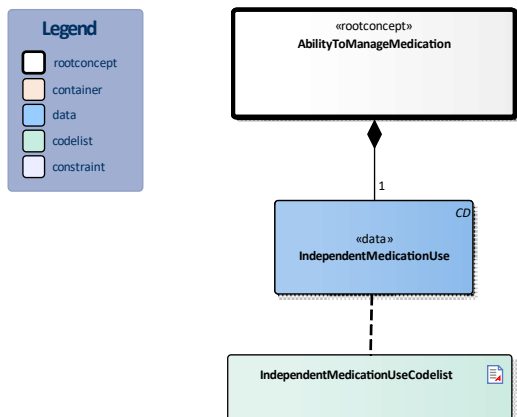 Legend
rootconcept
container
data
codelist
constraint
«rootconcept»
AbilityToManageMedication
1
CD
«data»
IndependentMedicationUse
IndependentMedicationUseCodelist